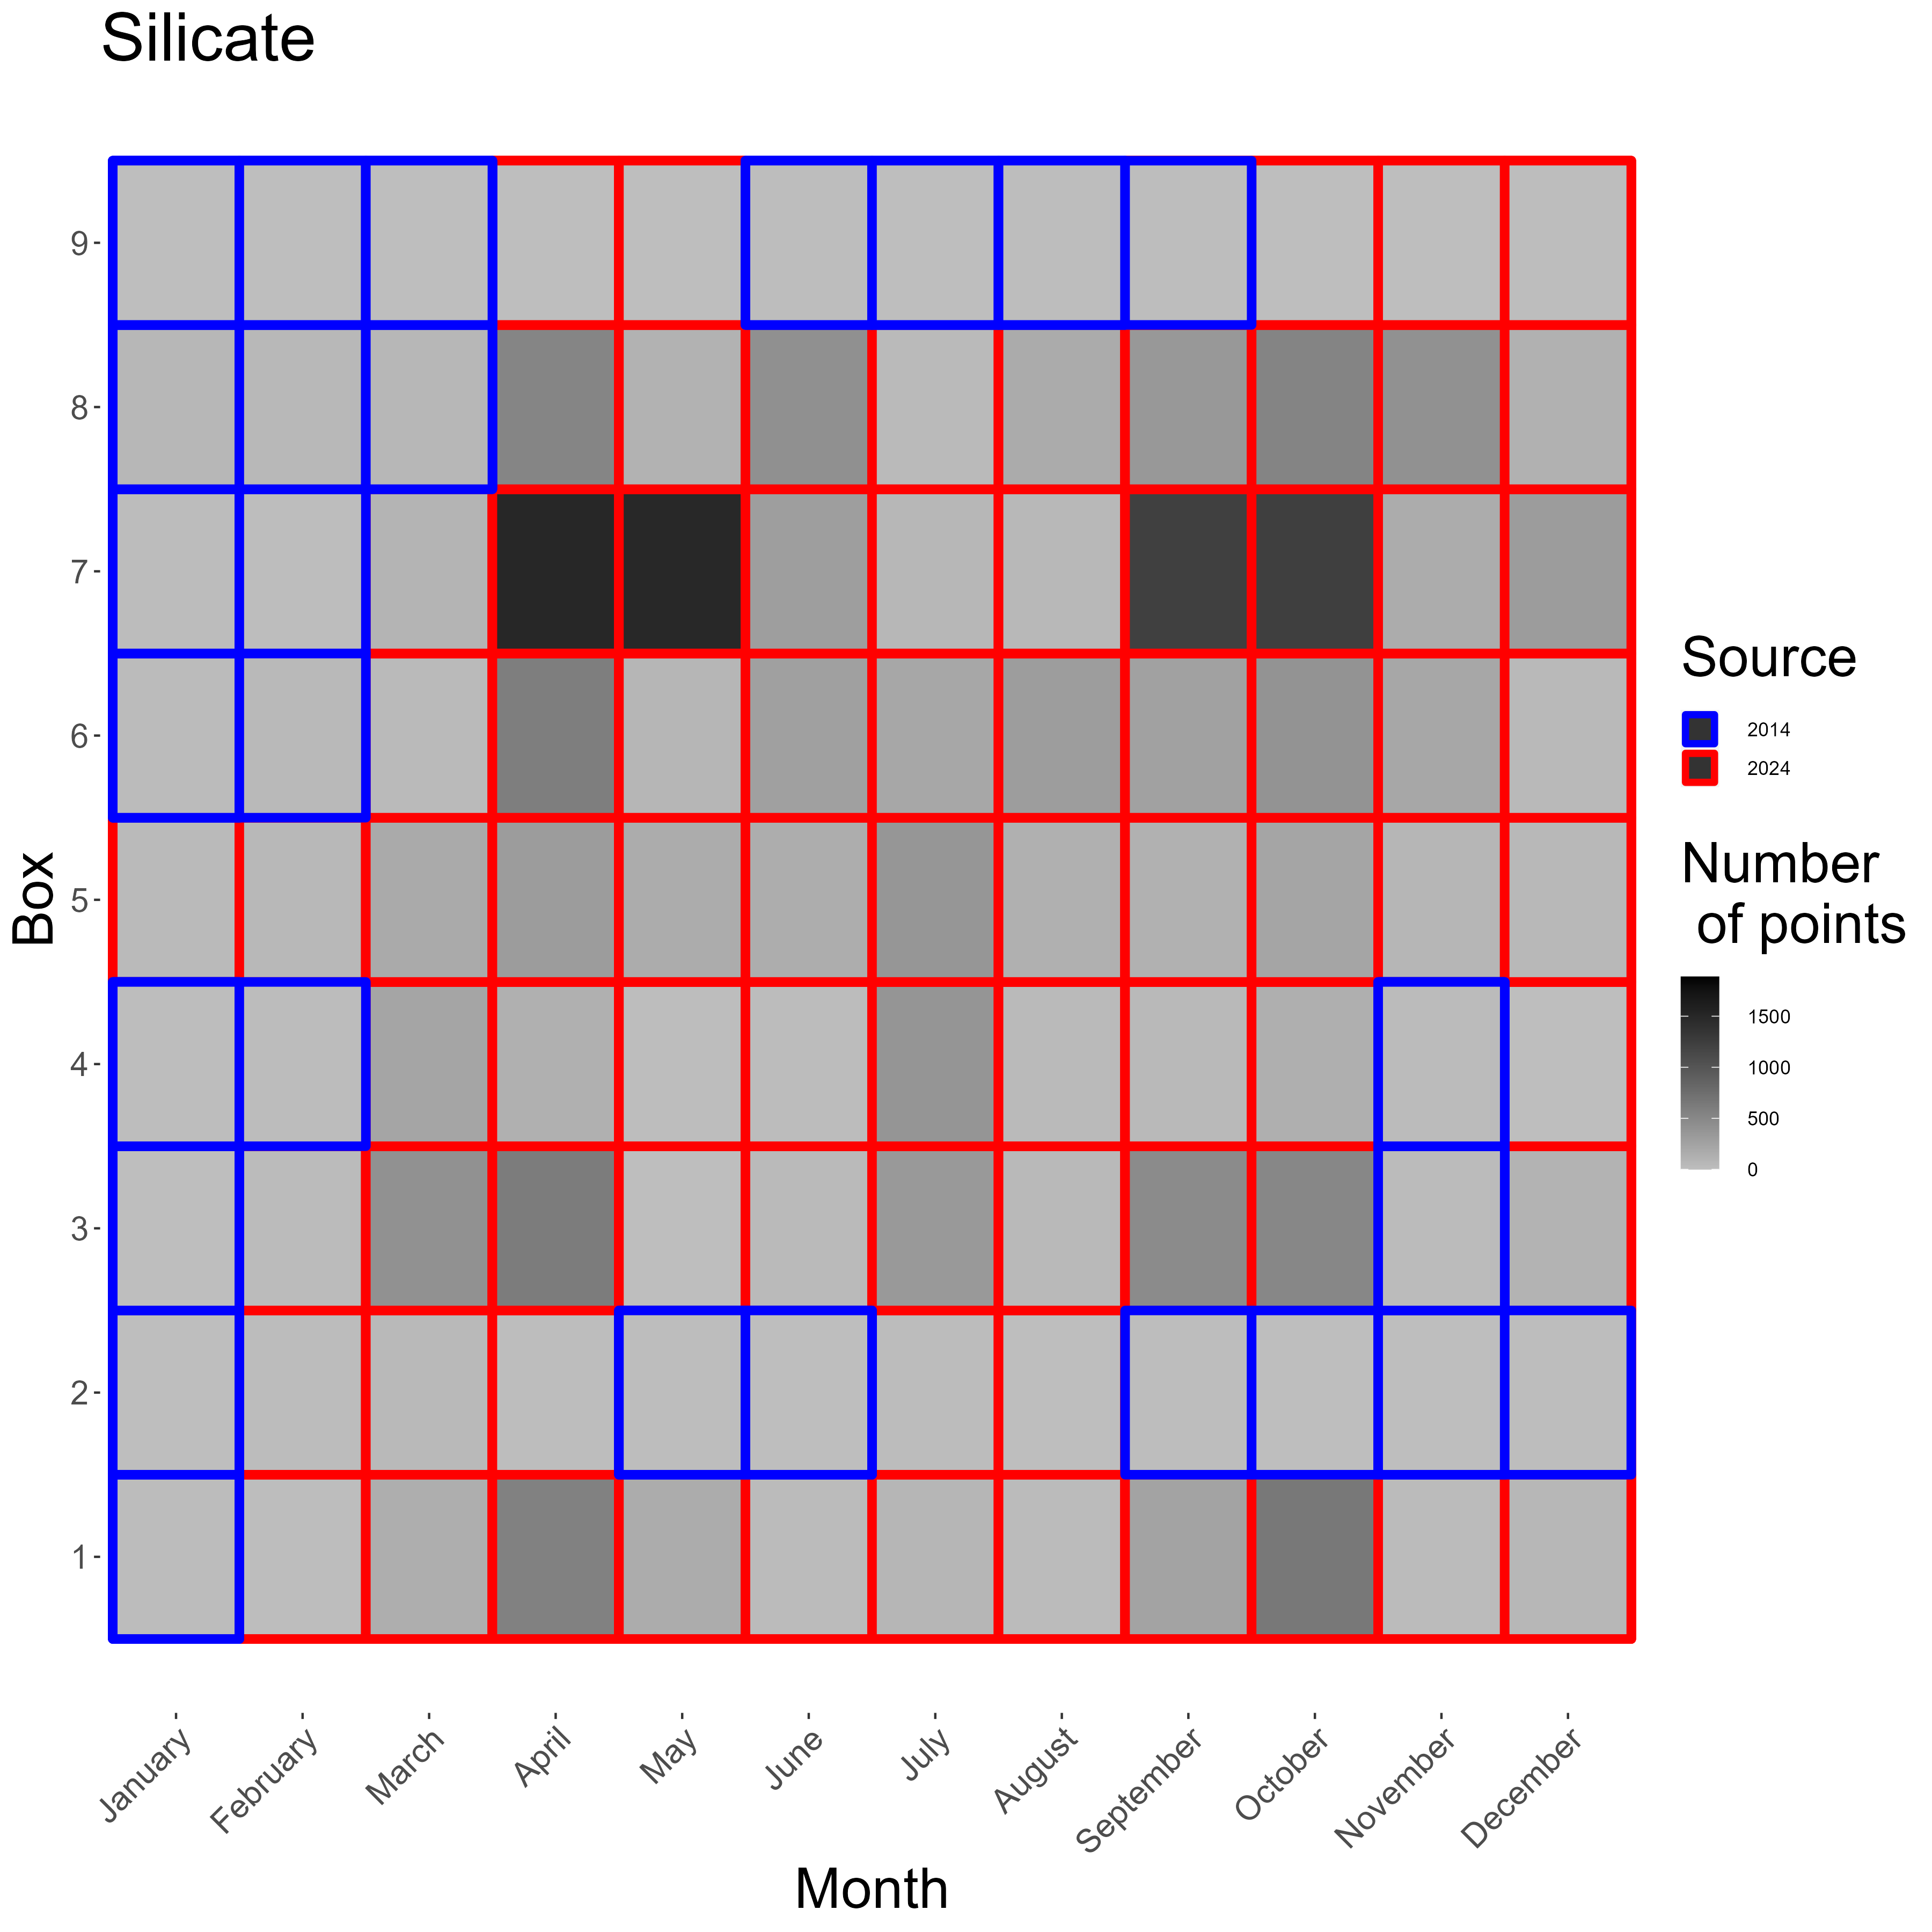 Silicate
9
8
7
6
5
4
3
2
1
Box
January
February
March
April
May
June
July
August
September
October
November
December
Month
Source
2014
2024
Number
of points
1500
1000
500
0